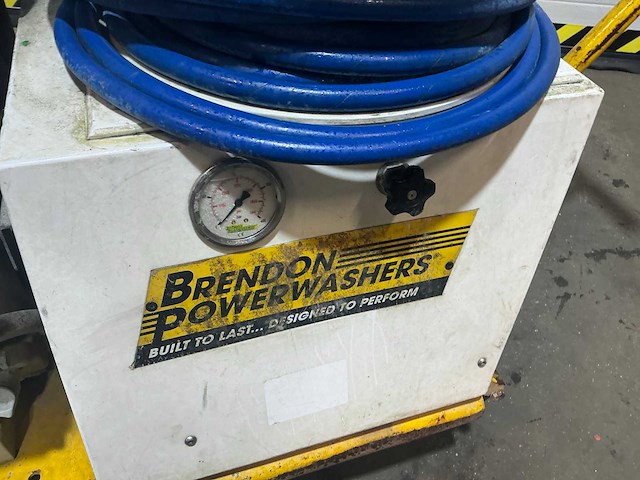 BRENDON
POWERWASHERS
BUILT TO LAST... DESIGNED TO PERFORM